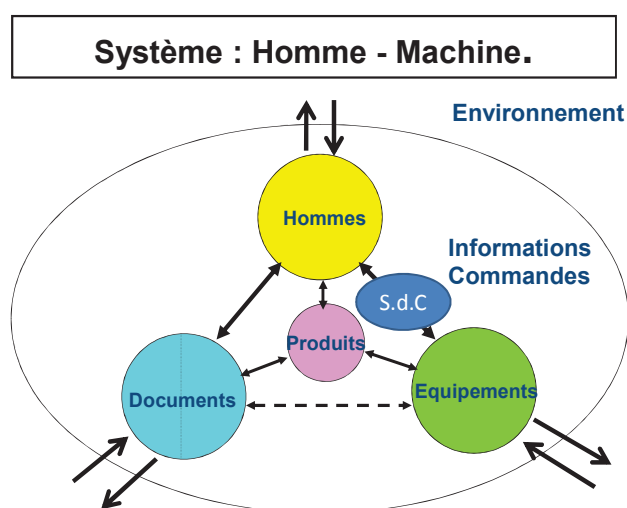 Système : Homme - Machine.
Environnement
Hommes
Informations
Commandes
S.d.C
Produits
Documents
Equipements